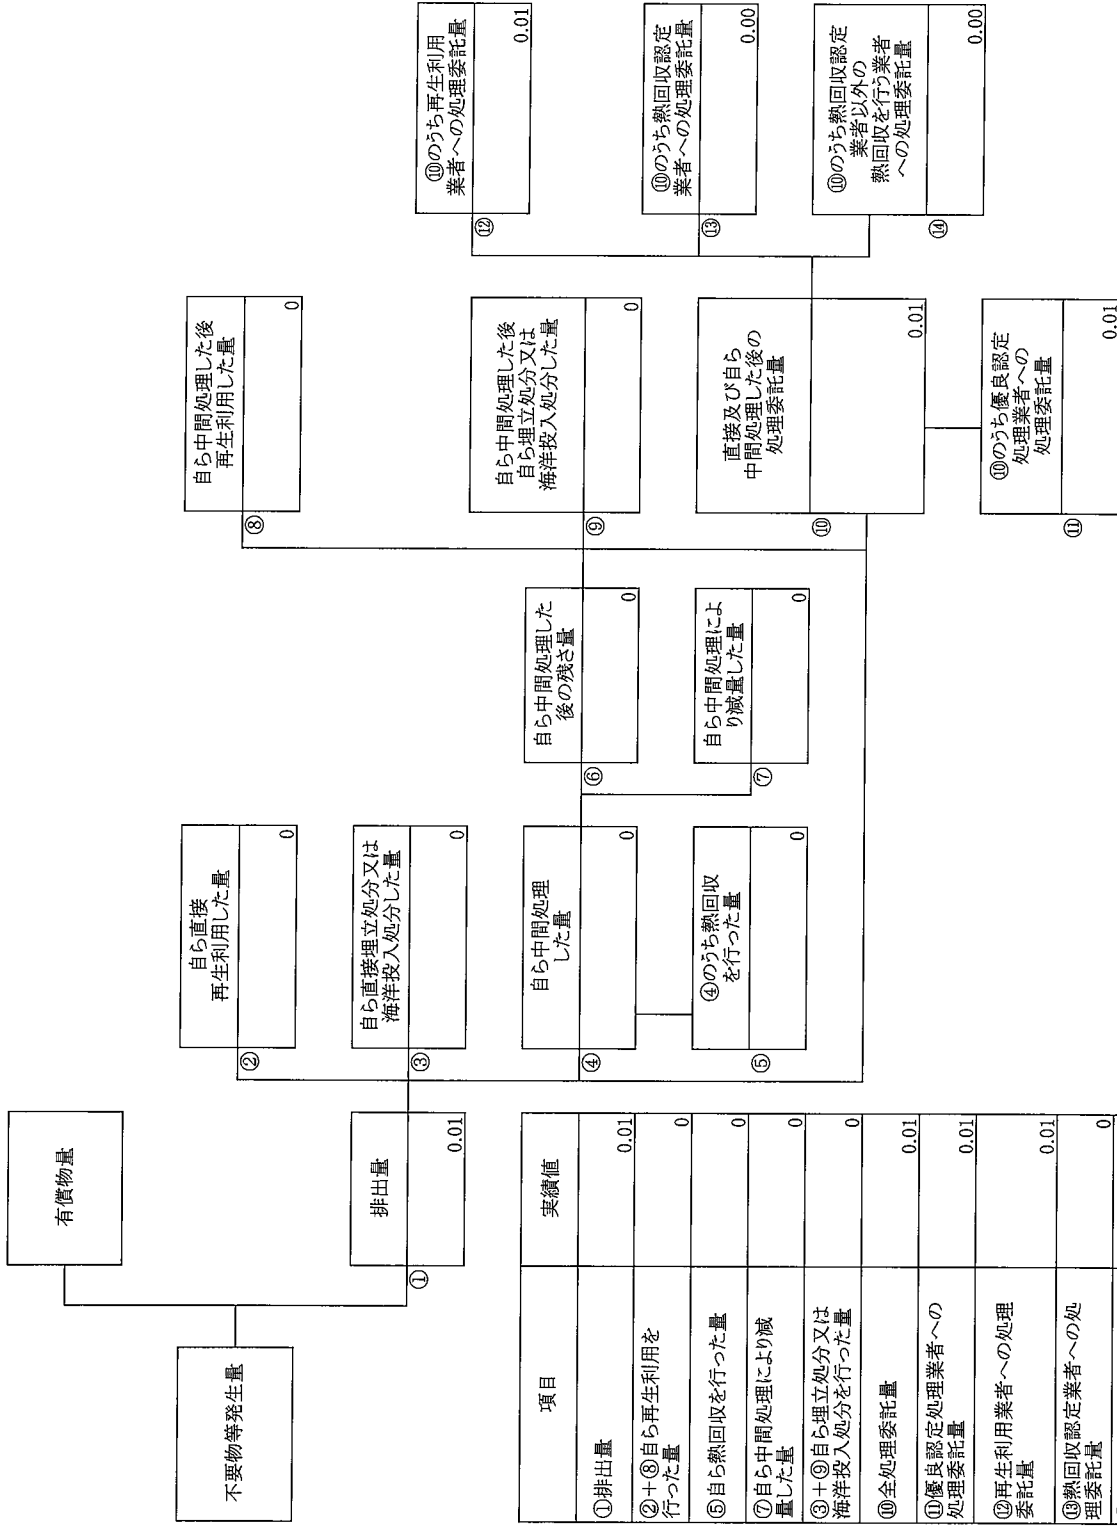 不要物等発生量
有償物量
排出量
①
0.01
自ら直接
再生利用した量
②
0
自ら直接埋立処分又は
海洋投入処分した量
③
0
自ら中間処理
した量
④
0
④のうち熱回収
を行った量
⑤
0
自ら中間処理した
後の残さ量
⑥
0
自ら中間処理によ
り減量した量
⑦
0
自ら中間処理した後
再生利用した量
⑧
0
自ら中間処理した後
自ら埋立処分又は
海洋投入処分した量
⑨
0
直接及び自ら
中間処理した後の
処理委託量
⑩
0.01
⑩のうち優良認定
処理業者への
処理委託量
⑪
0.01
⑩のうち再生利用
業者への処理委託量
⑫
0.01
⑩のうち熱回収認定
業者への処理委託量
⑬
0.00
⑩のうち熱回収認定
業者以外の
熱回収を行う業者
への処理委託量
⑭
0.00
項目 実績値
①排出量 0.01
②+⑧自ら再生利用を
行った量 0
⑤自ら熱回収を行った量 0
⑦自ら中間処理により減
量した量 0
③+⑨自ら埋立処分又は
海洋投入処分を行った量 0
⑩全処理委託量 0.01
⑪優良認定処理業者への
処理委託量 0.01
⑫再生利用業者への処理
委託量 0.01
⑬熱回収認定業者への処
理委託量 0